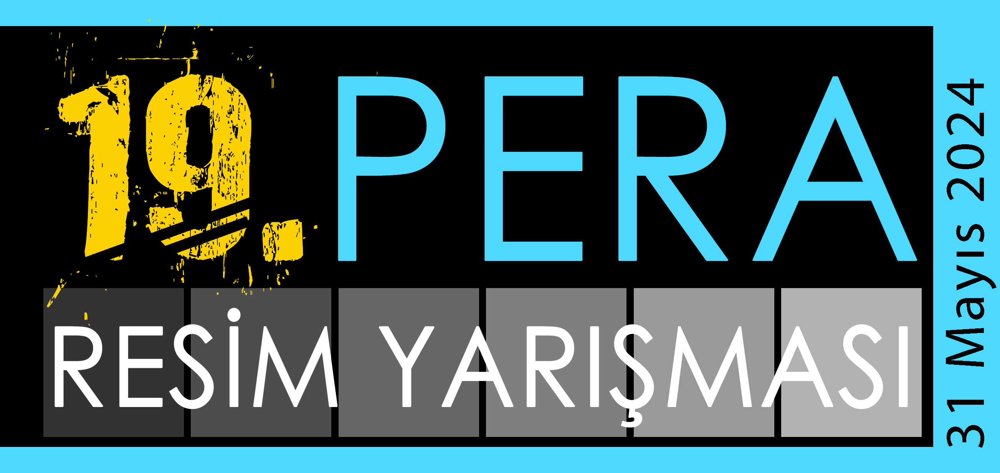 19. PERA
RESİM YARIŞMASI
31 Mayıs 2024